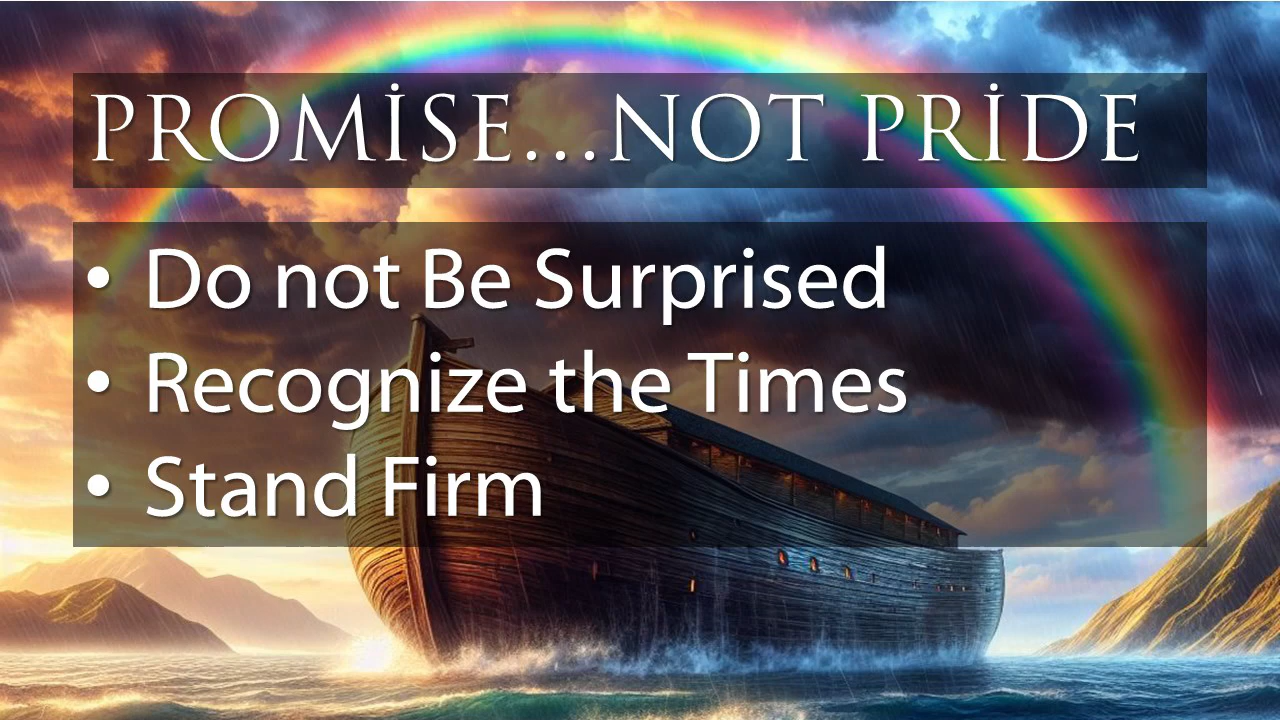 PROMİSE...NOT PRİDE
• Do not Be Surprised
• Recognize the Times
• Stand Firm